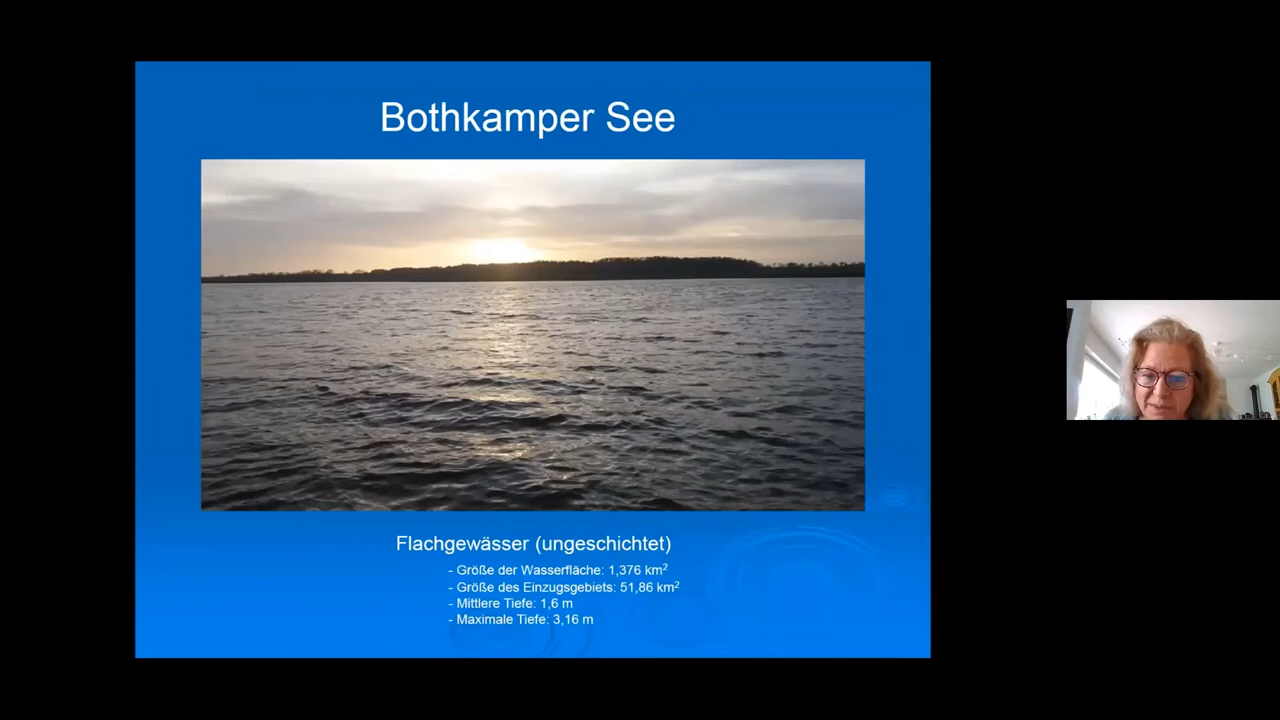 Bothkamper See
Flachgewässer (ungeschichtet)
- Größe der Wasserfläche: 1,376 km²
- Größe des Einzugsgebiets: 51,86 km²
- Mittlere Tiefe: 1,6 m
- Maximale Tiefe: 3,16 m